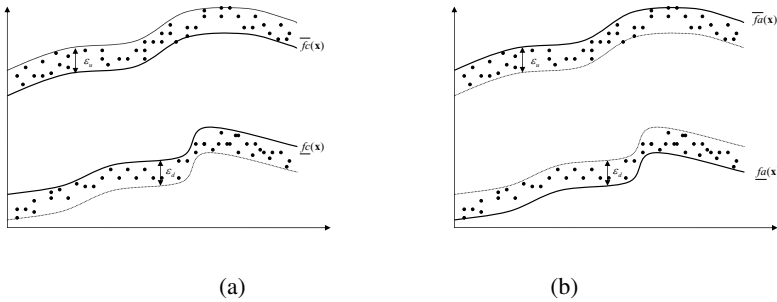 f̅c̅(x)
ε_u
f̲c̲(x)
ε_d
(a)
f̅a̅(x)
ε_u
f̲a̲(x
ε_d
(b)